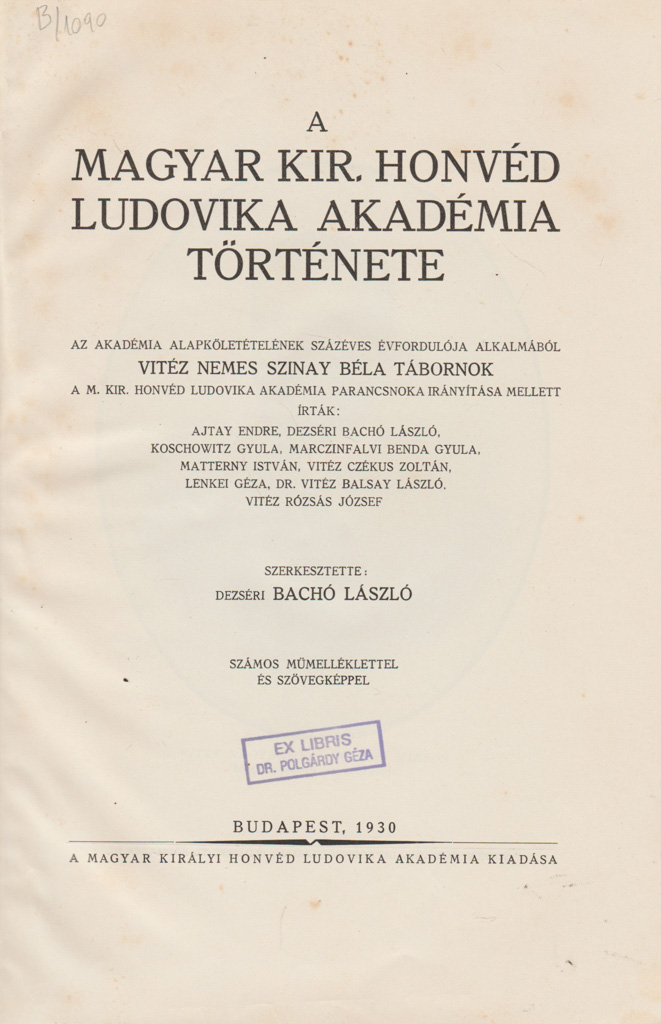 B/1090
A
MAGYAR KIR. HONVÉD
LUDOVIKA AKADÉMIA
TÖRTÉNETE
AZ AKADÉMIA ALAPKŐLETÉTELÉNEK SZÁZÉVES ÉVFORDULÓJA ALKALMÁBÓL
VITÉZ NEMES SZINAY BÉLA TÁBORNOK
A M. KIR. HONVÉD LUDOVIKA AKADÉMIA PARANCSNOKA IRÁNYÍTÁSA MELLETT
ÍRTÁK:
AJTAY ENDRE, DEZSÉRI BACHÓ LÁSZLÓ,
KOSCHOWITZ GYULA, MARCZINFALVI BENDA GYULA,
MATTERNY ISTVÁN, VITÉZ CZÉKUS ZOLTÁN,
LENKEI GÉZA, DR. VITÉZ BALSAY LÁSZLÓ,
VITÉZ RÓZSÁS JÓZSEF
SZERKESZTETTE:
DEZSÉRI BACHÓ LÁSZLÓ
SZÁMOS MŰMELLÉKLETTEL
ÉS SZÖVEGKÉPPEL
EX LIBRIS
DR. POLGÁRDY GÉZA
BUDAPEST, 1930
A MAGYAR KIRÁLYI HONVÉD LUDOVIKA AKADÉMIA KIADÁSA